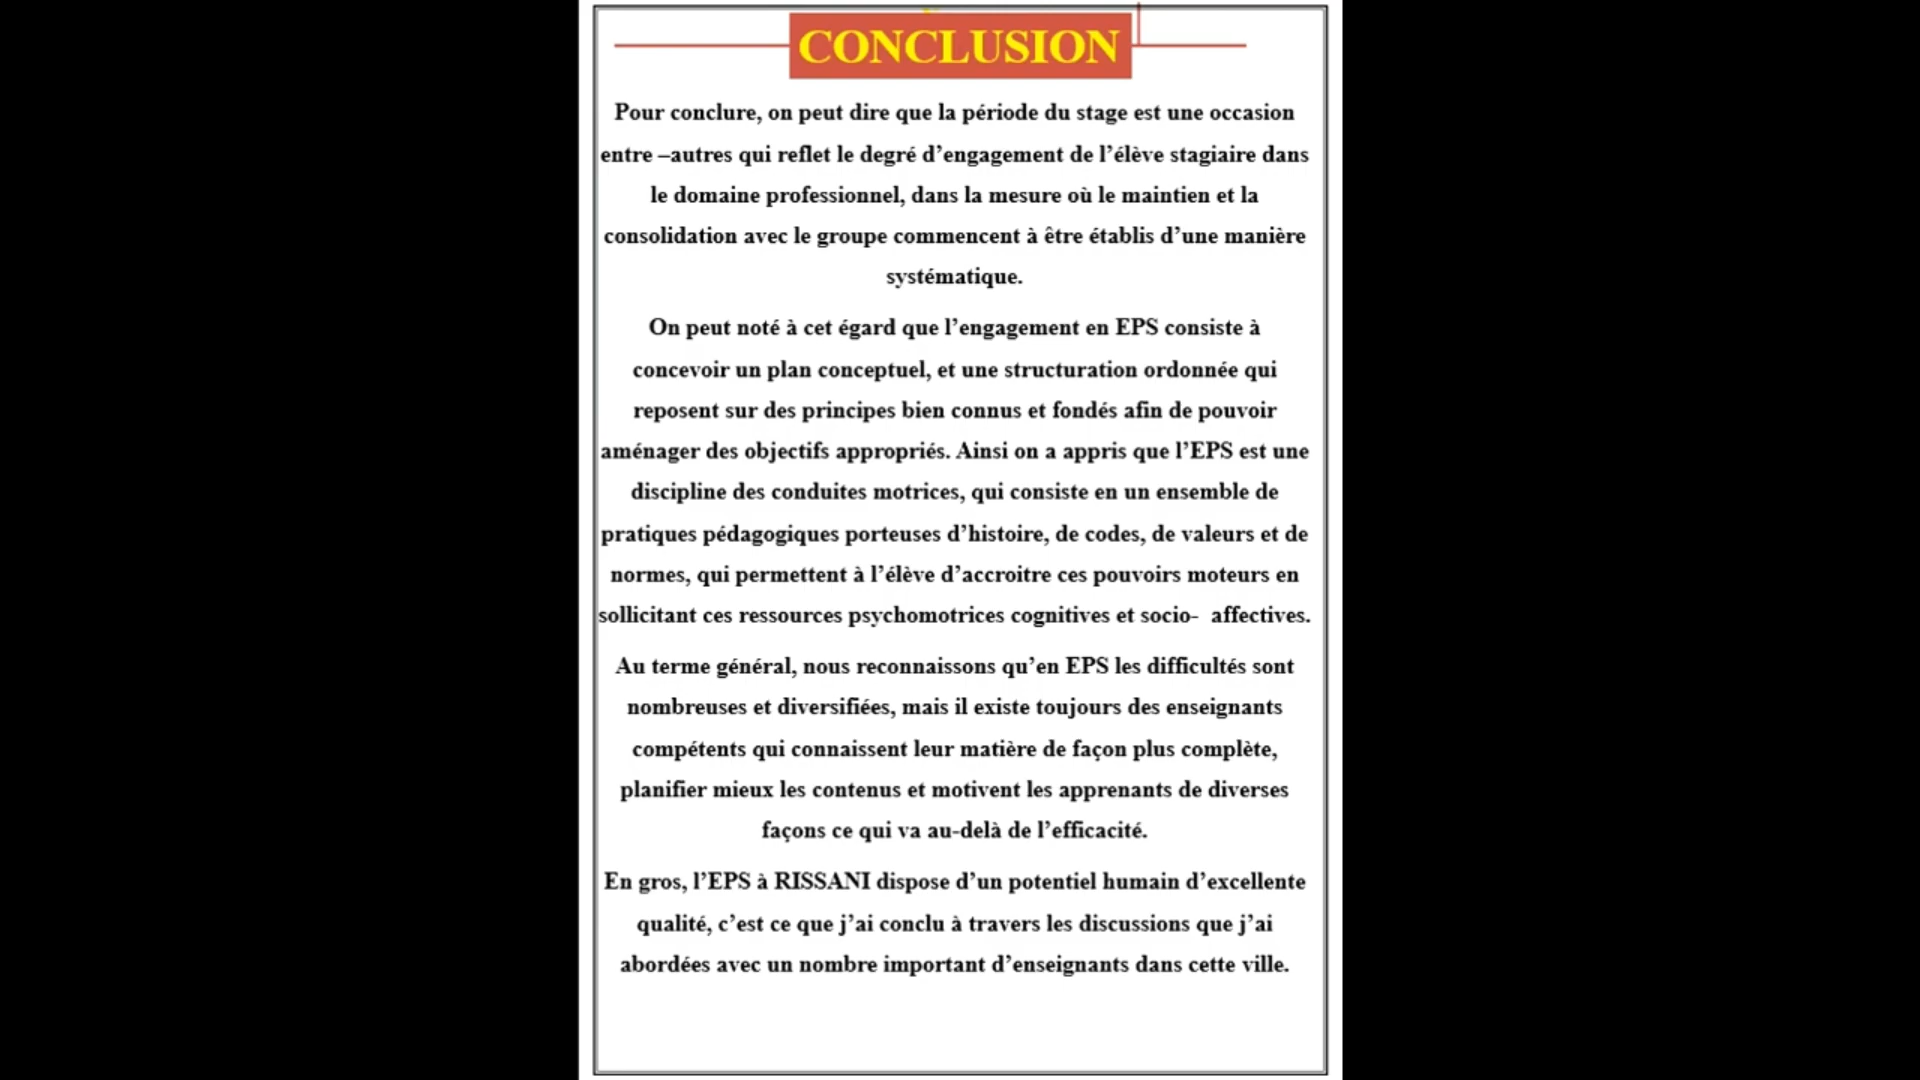 CONCLUSION
Pour conclure, on peut dire que la période du stage est une occasion
entre –autres qui reflet le degré d’engagement de l’élève stagiaire dans
le domaine professionnel, dans la mesure où le maintien et la
consolidation avec le groupe commencent à être établis d’une manière
systématique.
On peut noté à cet égard que l’engagement en EPS consiste à
concevoir un plan conceptuel, et une structuration ordonnée qui
reposent sur des principes bien connus et fondés afin de pouvoir
aménager des objectifs appropriés. Ainsi on a appris que l’EPS est une
discipline des conduites motrices, qui consiste en un ensemble de
pratiques pédagogiques porteuses d’histoire, de codes, de valeurs et de
normes, qui permettent à l’élève d’accroitre ces pouvoirs moteurs en
sollicitant ces ressources psychomotrices cognitives et socio- affectives.
Au terme général, nous reconnaissons qu’en EPS les difficultés sont
nombreuses et diversifiées, mais il existe toujours des enseignants
compétents qui connaissent leur matière de façon plus complète,
planifier mieux les contenus et motivent les apprenants de diverses
façons ce qui va au-delà de l’efficacité.
En gros, l’EPS à RISSANI dispose d’un potentiel humain d’excellente
qualité, c’est ce que j’ai conclu à travers les discussions que j’ai
abordées avec un nombre important d’enseignants dans cette ville.